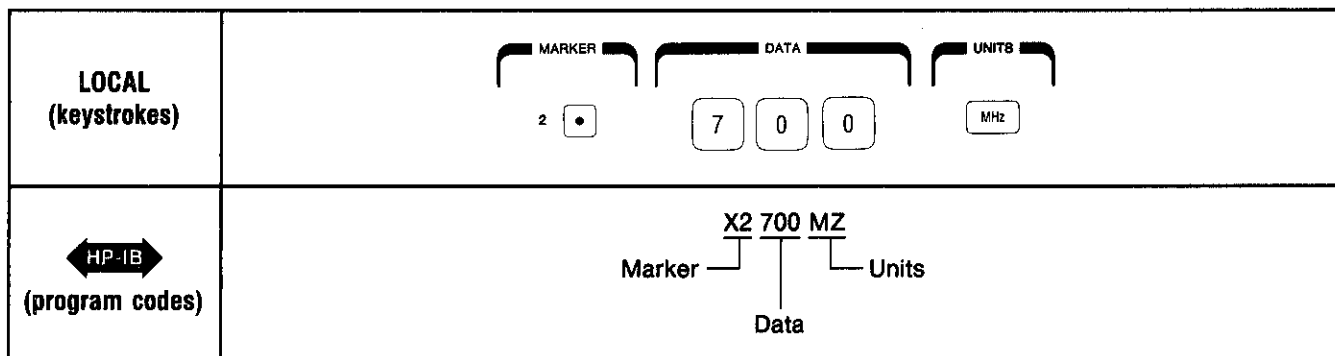 LOCAL
(keystrokes)
MARKER DATA UNITS
2 7 0 0 MHz
HP-IB
(program codes)
X2 700 MZ
Marker Units
Data